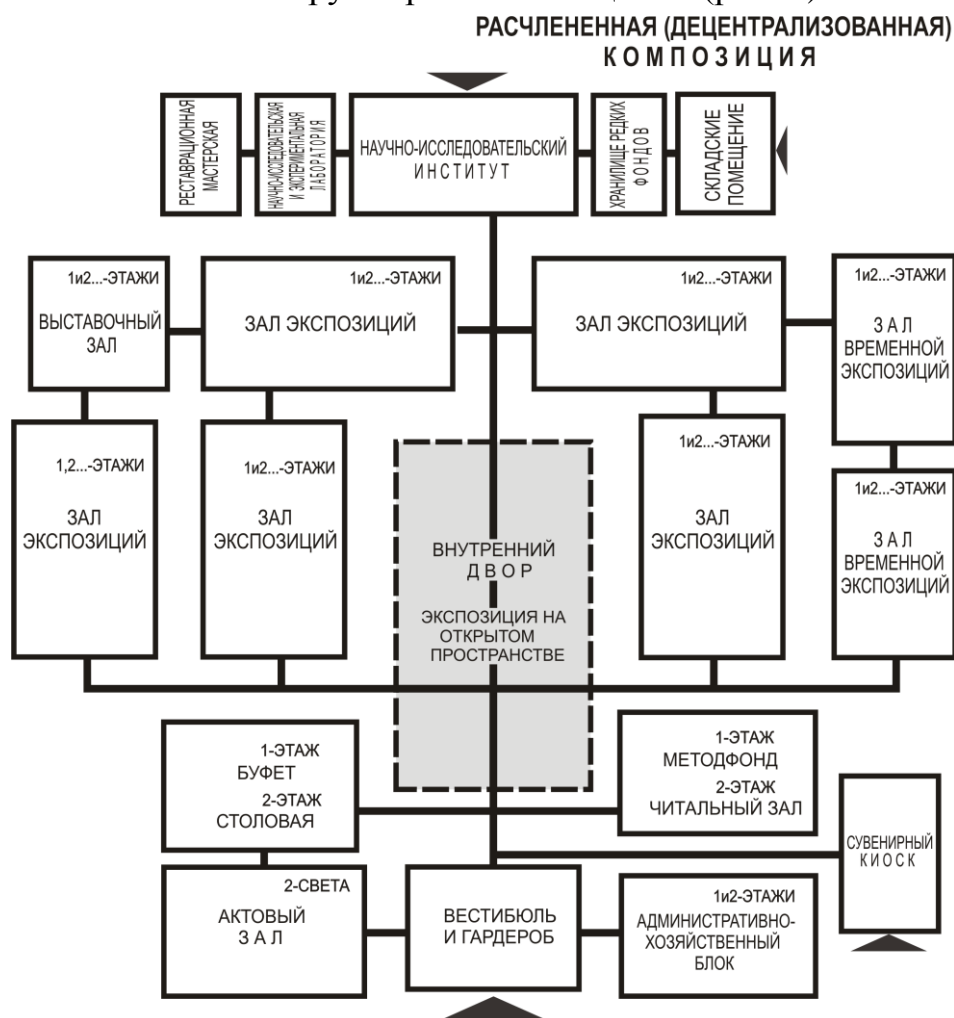 РАСЧЛЕНЕННАЯ (ДЕЦЕНТРАЛИЗОВАННАЯ)
КОМПОЗИЦИЯ
РЕСТАВРАЦИОННАЯ
МАСТЕРСКАЯ
НАУЧНО-ИССЛЕДОВАТЕЛЬСКАЯ
И ЭКСПЕРИМЕНТАЛЬНАЯ
ЛАБОРАТОРИЯ
НАУЧНО-ИССЛЕДОВАТЕЛЬСКИЙ
ИНСТИТУТ
ХРАНИЛИЩЕ РЕДКИХ
ФОНДОВ
СКЛАДСКИЕ
ПОМЕЩЕНИЕ
1и2...-ЭТАЖИ
ВЫСТАВОЧНЫЙ
ЗАЛ
1и2...-ЭТАЖИ
ЗАЛ ЭКСПОЗИЦИЙ
1и2...-ЭТАЖИ
ЗАЛ ЭКСПОЗИЦИЙ
1и2...-ЭТАЖИ
ЗАЛ
ВРЕМЕННОЙ
ЭКСПОЗИЦИЙ
1,2...-ЭТАЖИ
ЗАЛ
ЭКСПОЗИЦИЙ
1и2...-ЭТАЖИ
ЗАЛ
ЭКСПОЗИЦИЙ
ВНУТРЕННИЙ
ДВОР
ЭКСПОЗИЦИЯ НА
ОТКРЫТОМ
ПРОСТРАНСТВЕ
1и2...-ЭТАЖИ
ЗАЛ
ЭКСПОЗИЦИЙ
1и2...-ЭТАЖИ
ЗАЛ
ВРЕМЕННОЙ
ЭКСПОЗИЦИЙ
1-ЭТАЖ
БУФЕТ
2-ЭТАЖ
СТОЛОВАЯ
1-ЭТАЖ
МЕТОДФОНД
2-ЭТАЖ
ЧИТАЛЬНЫЙ ЗАЛ
СУВЕНИРНЫЙ
КИОСК
2-СВЕТА
АКТОВЫЙ
ЗАЛ
ВЕСТИБЮЛЬ
И ГАРДЕРОБ
1и2-ЭТАЖИ
АДМИНИСТРАТИВНО-
ХОЗЯЙСТВЕННЫЙ
БЛОК